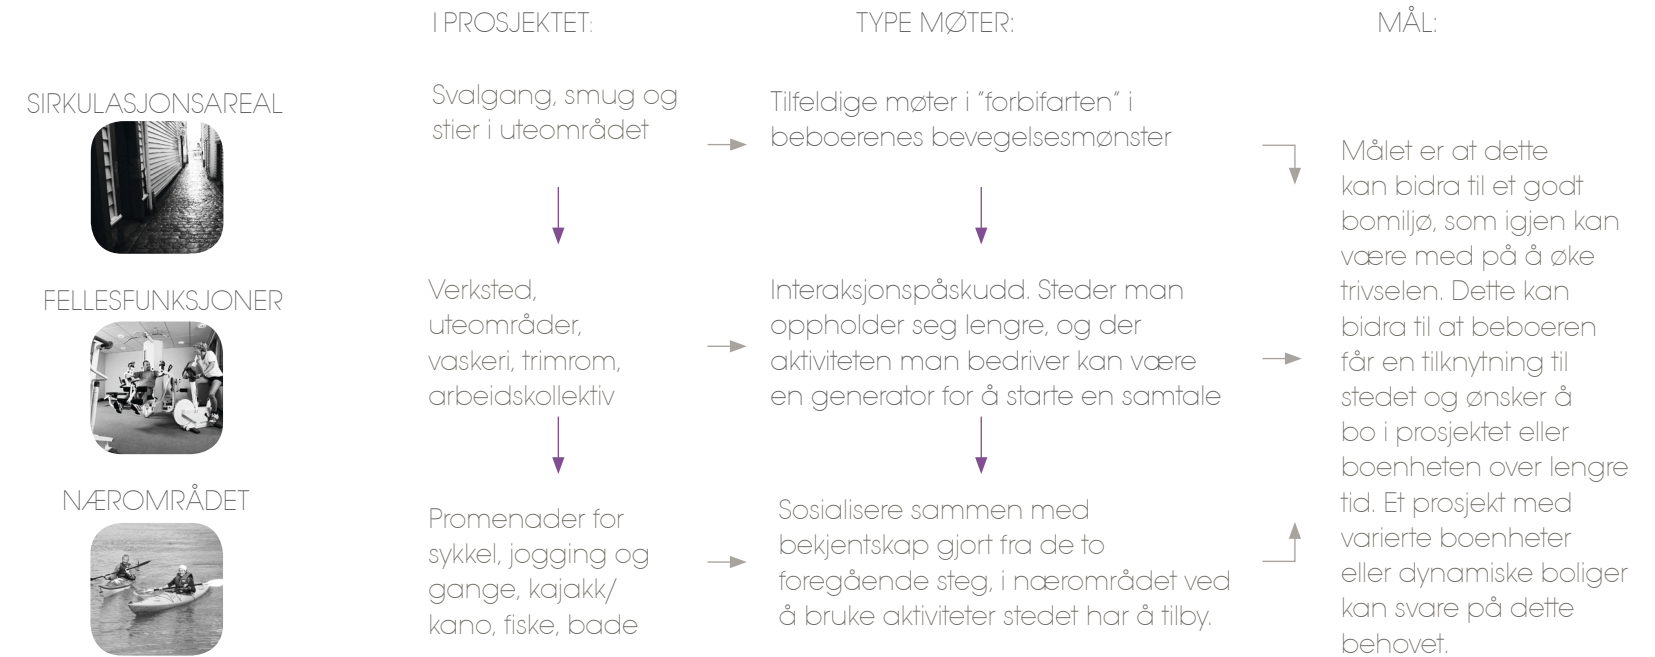 I PROSJEKTET:
TYPE MØTER:
MÅL:
SIRKULASJONSAREAL
Svalgang, smug og
stier i uteområdet
Tilfeldige møter i "forbifarten" i
beboerenes bevegelsesmønster
FELLESFUNKSJONER
Verksted,
uteområder,
vaskeri, trimrom,
arbeidskollektiv
Interaksjonspåskudd. Steder man
oppholder seg lengre, og der
aktiviteten man bedriver kan være
en generator for å starte en samtale
NÆROMRÅDET
Promenader for
sykkel, jogging og
gange, kajakk/
kano, fiske, bade
Sosialisere sammen med
bekjentskap gjort fra de to
foregående steg, i nærområdet ved
å bruke aktiviteter stedet har å tilby.
Målet er at dette
kan bidra til et godt
bomiljø, som igjen kan
være med på å øke
trivselen. Dette kan
bidra til at beboeren
får en tilknytning til
stedet og ønsker å
bo i prosjektet eller
boenheten over lengre
tid. Et prosjekt med
varierte boenheter
eller dynamiske boliger
kan svare på dette
behovet.